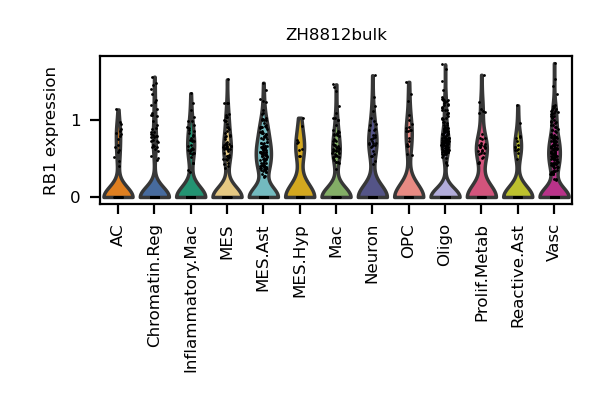 ZH8812bulk
RB1 expression
1
0
AC
Chromatin.Reg
Inflammatory.Mac
MES
MES.Ast
MES.Hyp
Mac
Neuron
OPC
Oligo
Prolif.Metab
Reactive.Ast
Vasc